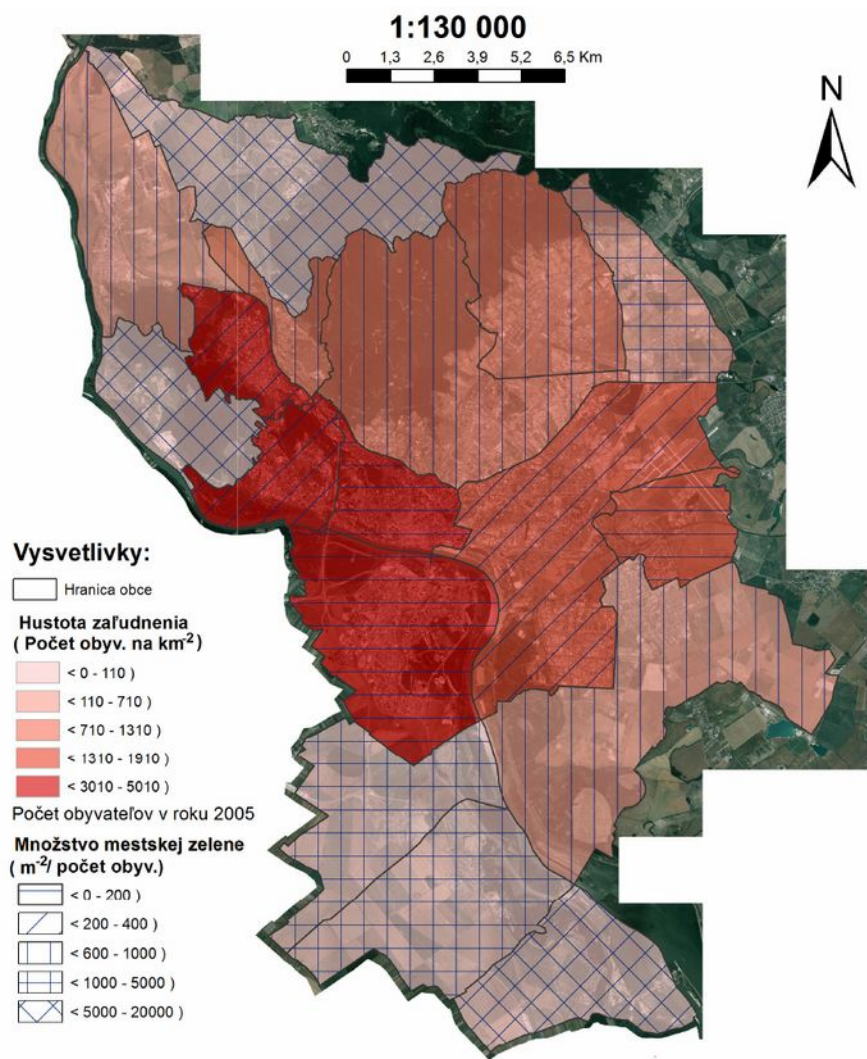 1:130 000
0 1,3 2,6 3,9 5,2 6,5 Km
N
Vysvetlivky:
Hranica obce
Hustota zaľudnenia
( Počet obyv. na km-2)
< 0 - 110 )
< 110 - 710 )
< 710 - 1310 )
< 1310 - 1910 )
< 3010 - 5010 )
Počet obyvateľov v roku 2005
Množstvo mestskej zelene
( m-2/ počet obyv.)
< 0 - 200 )
< 200 - 400 )
< 600 - 1000 )
< 1000 - 5000 )
< 5000 - 20000 )